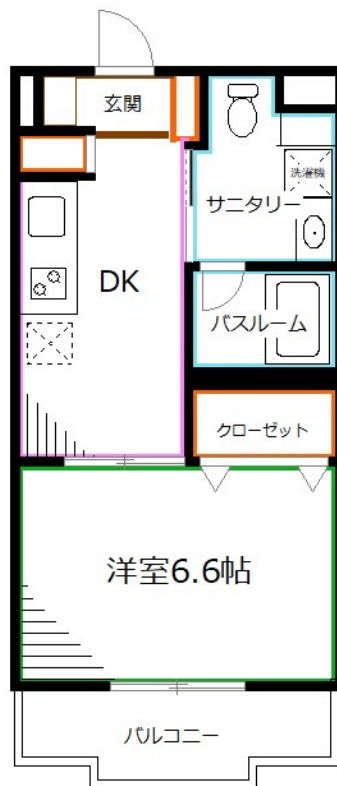 玄関
洗濯機
サニタリー
DK
バスルーム
クローゼット
洋室6.6帖
バルコニー